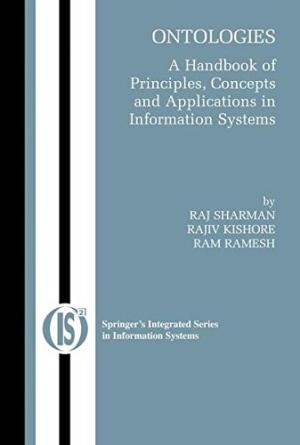 ONTOLOGIES
A Handbook of
Principles, Concepts
and Applications in
Information Systems
by
RAJ SHARMAN
RAJIV KISHORE
RAM RAMESH
IS 2
Springer's Integrated Series
in Information Systems